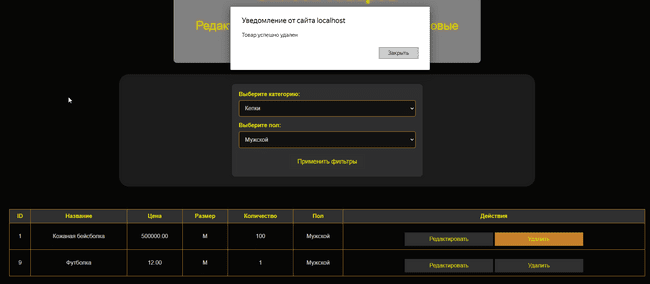 Уведомление от сайта localhost
Товар успешно удален
Закрыть
Редакт
овые
Выберите категорию:
Кепки
Выберите пол:
Мужской
Применить фильтры
ID Название Цена Размер Количество Пол Действия
1 Кожаная бейсболка 500000.00 M 100 Мужской Редактировать Удалить
9 Футболка 12.00 M 1 Мужской Редактировать Удалить